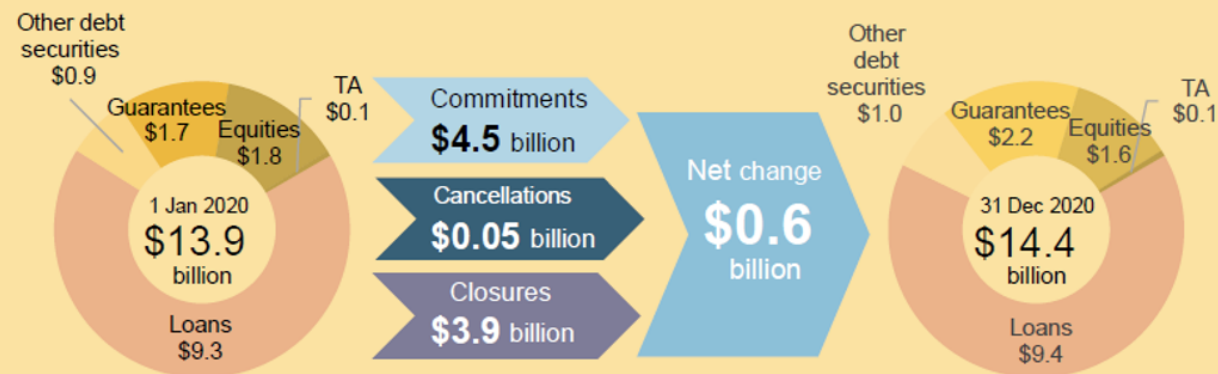 Other debt
securities
$0.9
Guarantees
$1.7
Equities
$1.8
TA
$0.1
1 Jan 2020
$13.9
billion
Loans
$9.3
Commitments
$4.5 billion
Cancellations
$0.05 billion
Closures
$3.9 billion
Net change
$0.6
billion
Other
debt
securities
$1.0
Guarantees
$2.2
Equities
$1.6
TA
$0.1
31 Dec 2020
$14.4
billion
Loans
$9.4